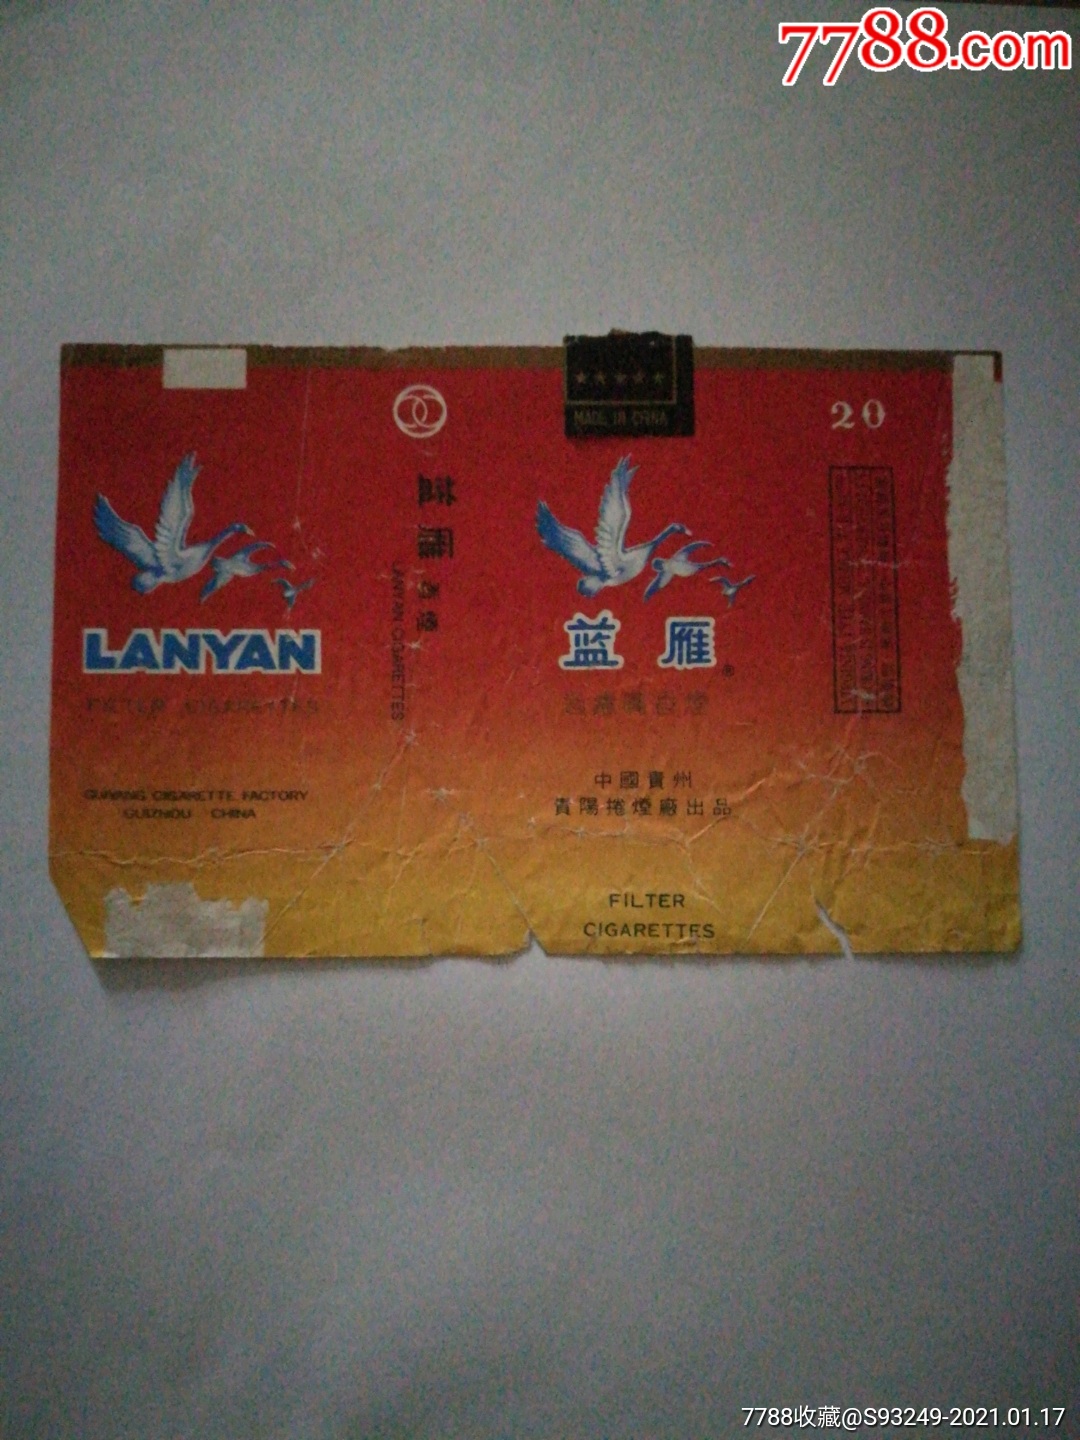 7788.com
★★★★★
MADE IN CHINA
20
蓝雁香煙
LANYAN CIGARETTES
LANYAN
FILTER CIGARETTES
GUIYANG CIGARETTE FACTORY
GUIZHOU CHINA
蓝雁®
中國貴州
貴陽捲煙廠出品
FILTER
CIGARETTES
7788收藏@S93249-2021.01.17